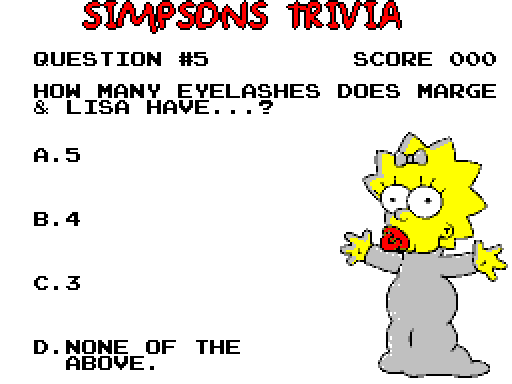 SIMPSONS TRIVIA
QUESTION #5 SCORE 000
HOW MANY EYELASHES DOES MARGE
& LISA HAVE...?
A.5
B.4
C.3
D.NONE OF THE
ABOVE.